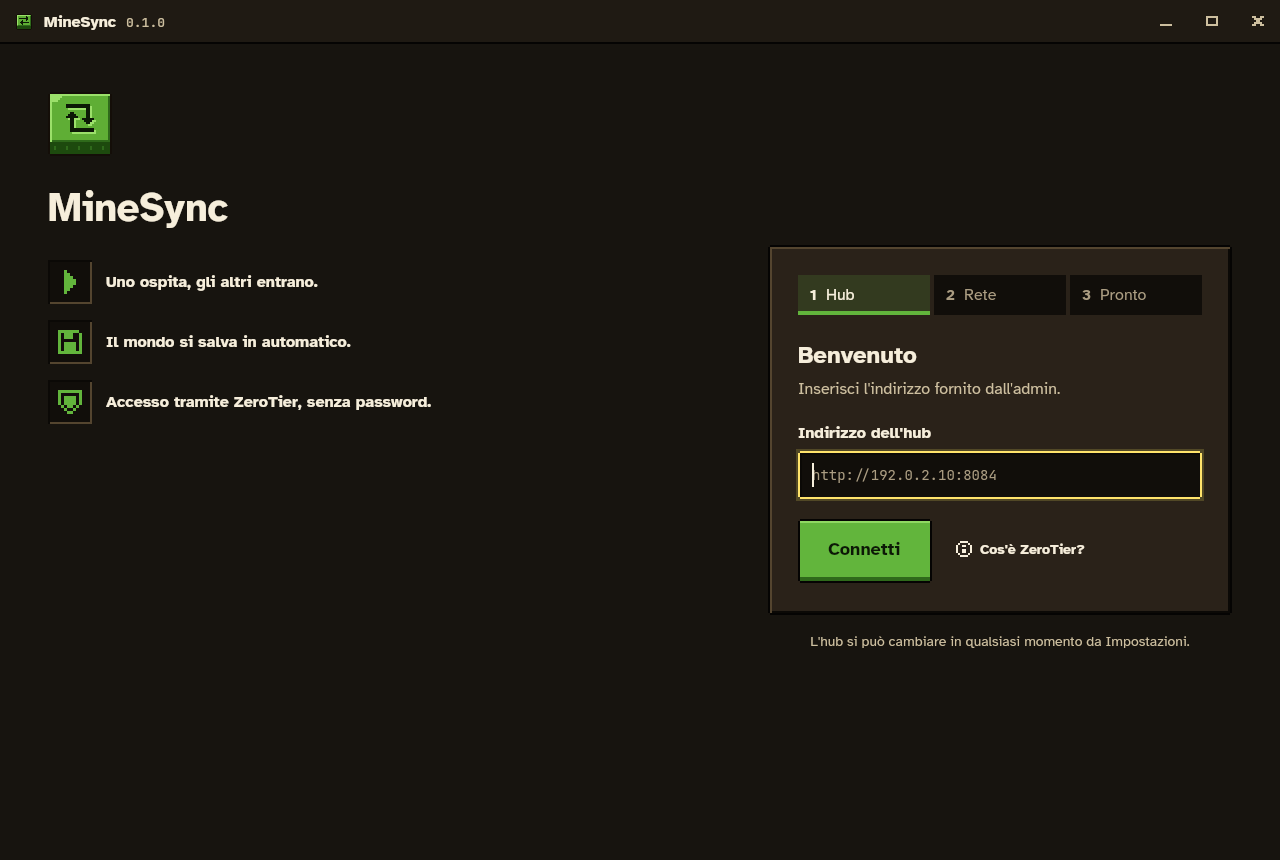 MineSync 0.1.0
MineSync
Uno ospita, gli altri entrano.
Il mondo si salva in automatico.
Accesso tramite ZeroTier, senza password.
1 Hub
2 Rete
3 Pronto
Benvenuto
Inserisci l'indirizzo fornito dall'admin.
Indirizzo dell'hub
http://192.0.2.10:8084
Connetti
Cos'è ZeroTier?
L'hub si può cambiare in qualsiasi momento da Impostazioni.